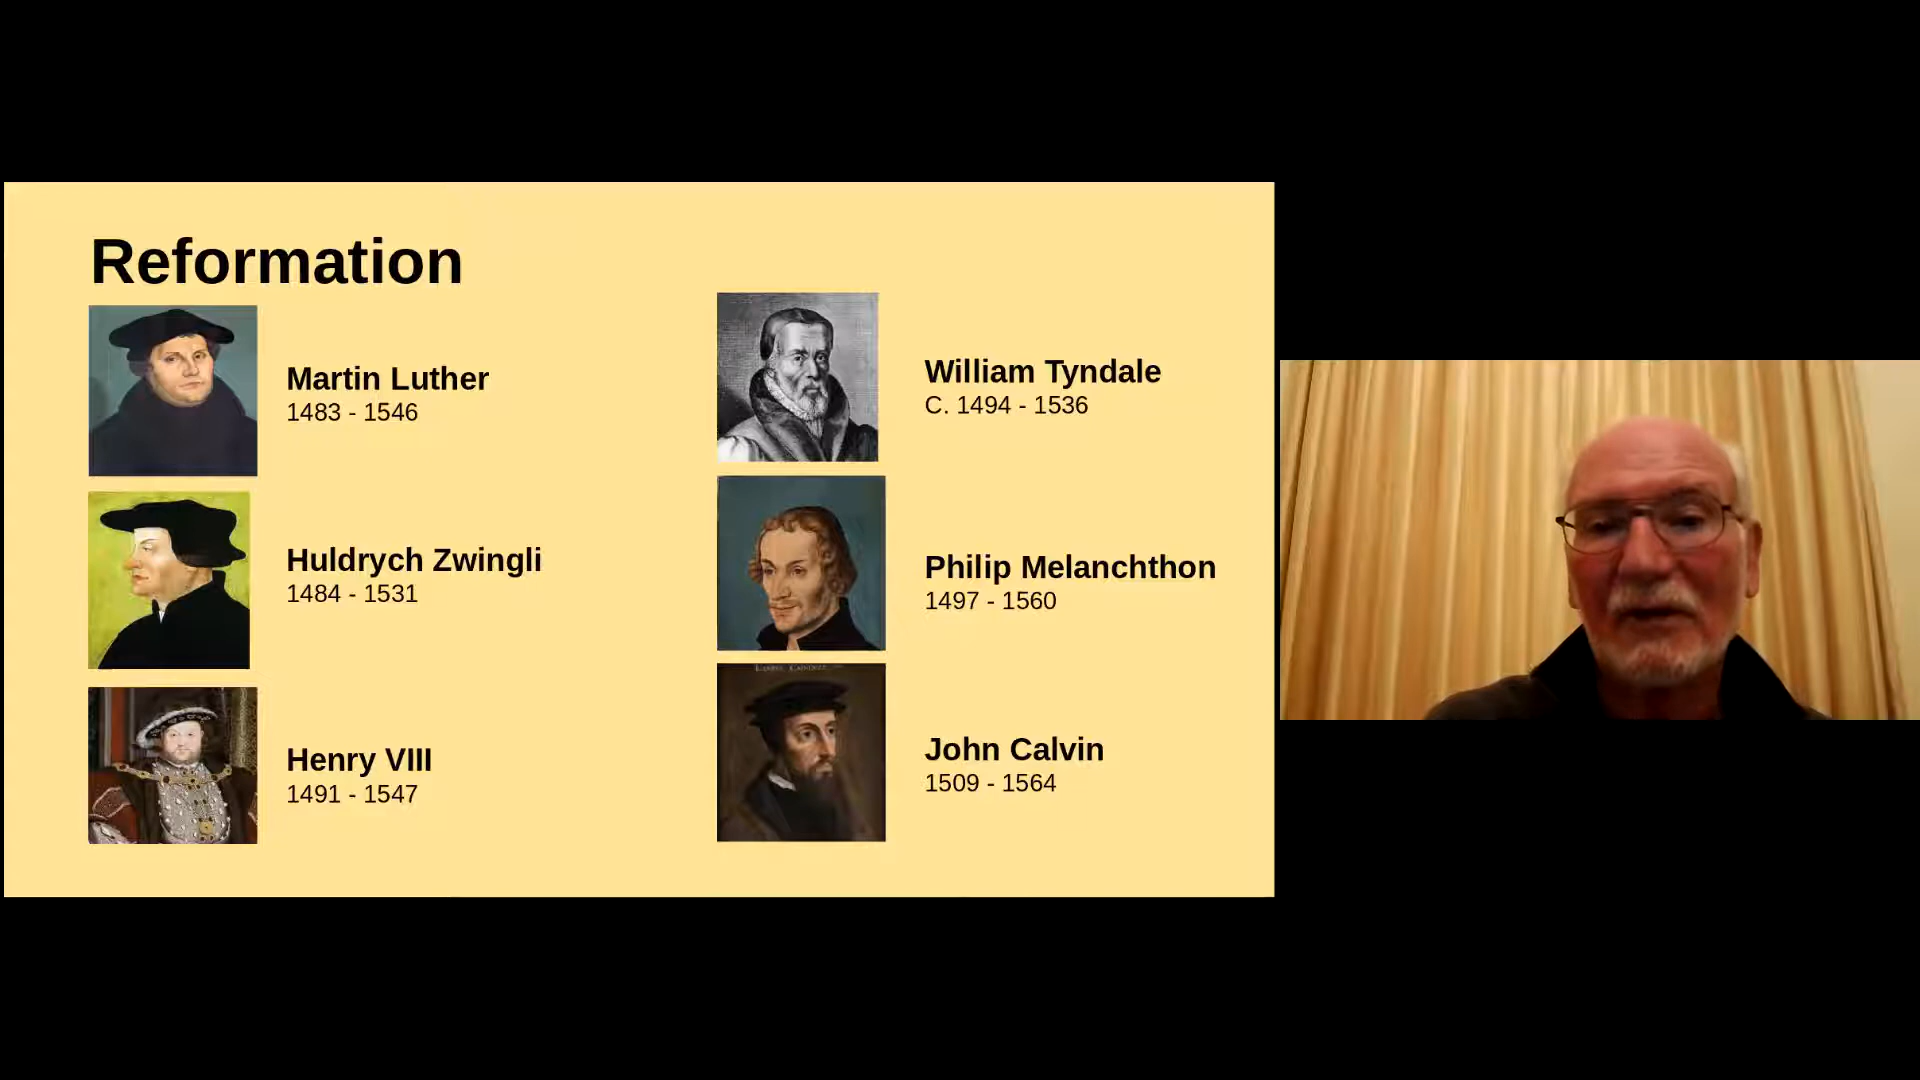 Reformation
Martin Luther
1483 - 1546
Huldrych Zwingli
1484 - 1531
Henry VIII
1491 - 1547
William Tyndale
C. 1494 - 1536
Philip Melanchthon
1497 - 1560
John Calvin
1509 - 1564